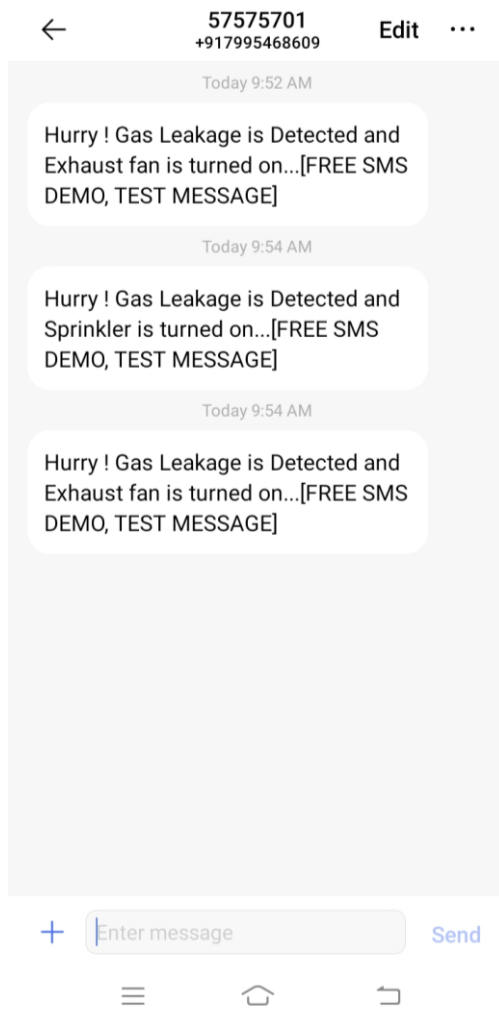 57575701
Edit
+917995468609
Today 9:52 AM
Hurry ! Gas Leakage is Detected and
Exhaust fan is turned on...[FREE SMS
DEMO, TEST MESSAGE]
Today 9:54 AM
Hurry ! Gas Leakage is Detected and
Sprinkler is turned on...[FREE SMS
DEMO, TEST MESSAGE]
Today 9:54 AM
Hurry ! Gas Leakage is Detected and
Exhaust fan is turned on...[FREE SMS
DEMO, TEST MESSAGE]
Enter message
Send